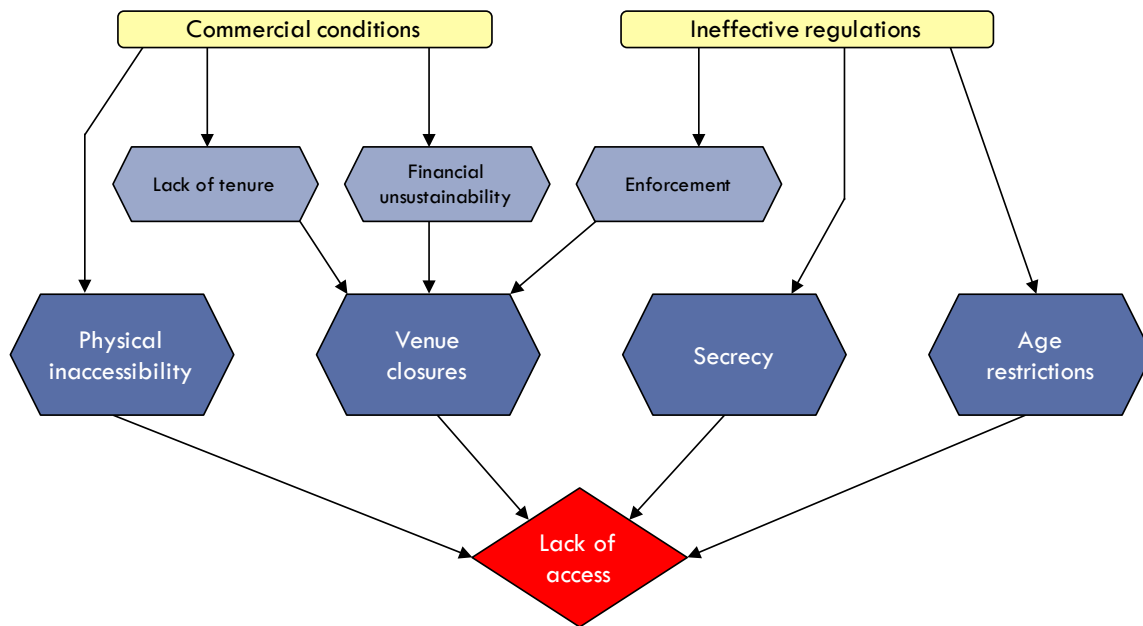 Commercial conditions
Ineffective regulations
Lack of tenure
Financial
unsustainability
Enforcement
Physical
inaccessibility
Venue
closures
Secrecy
Age
restrictions
Lack of
access